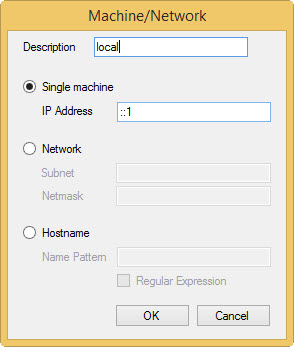 Machine/Network
Description local
Single machine
IP Address ::1
Network
Subnet
Netmask
Hostname
Name Pattern
Regular Expression
OK Cancel